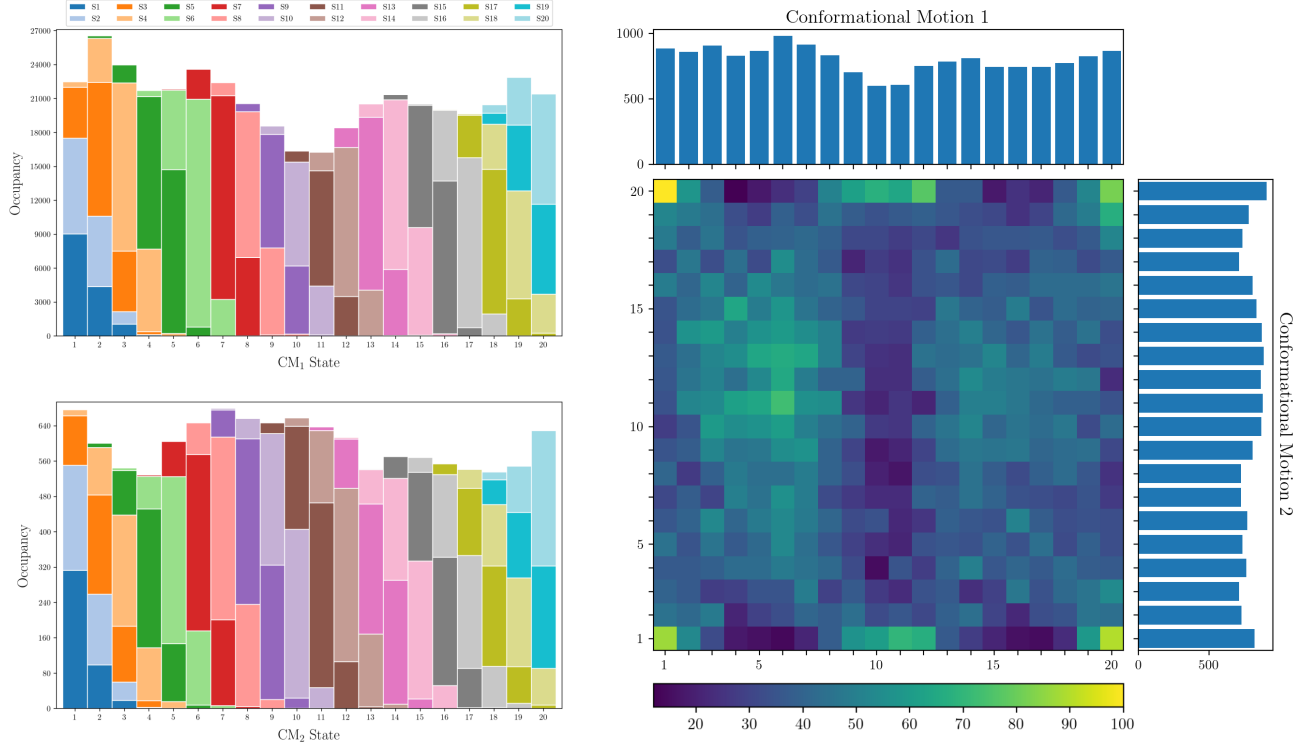 S1 S3 S5 S7 S9 S11 S13 S15 S17 S19
S2 S4 S6 S8 S10 S12 S14 S16 S18 S20
27000
24000
21000
18000
15000
12000
9000
6000
3000
0
Occupancy
1 2 3 4 5 6 7 8 9 10 11 12 13 14 15 16 17 18 19 20
CM1 State
640
560
480
400
320
240
160
80
0
Occupancy
1 2 3 4 5 6 7 8 9 10 11 12 13 14 15 16 17 18 19 20
CM2 State
Conformational Motion 1
1000
500
0
20
15
10
5
1
1 5 10 15 20
0 500
Conformational Motion 2
20 30 40 50 60 70 80 90 100